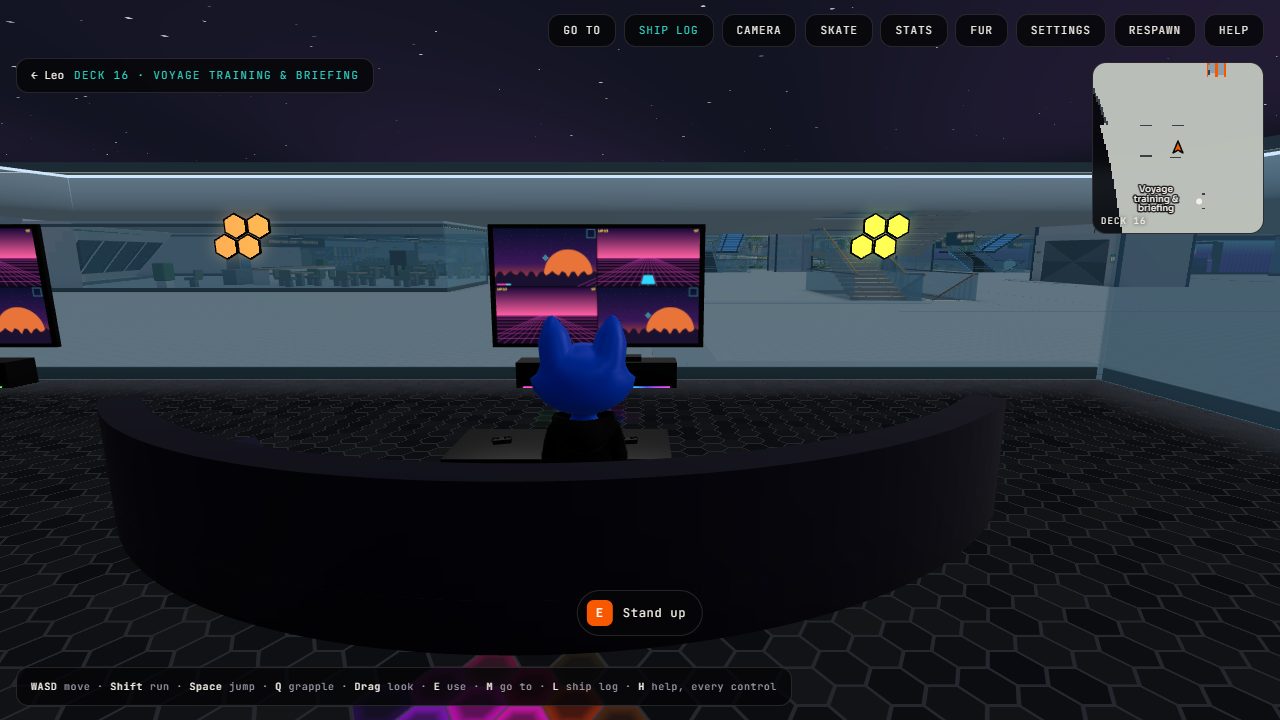 GO TO
SHIP LOG
CAMERA
SKATE
STATS
FUR
SETTINGS
RESPAWN
HELP
← Leo DECK 16 · VOYAGE TRAINING & BRIEFING
Voyage
training &
briefing
DECK 16
E Stand up
WASD move · Shift run · Space jump · Q grapple · Drag look · E use · M go to · L ship log · H help, every control